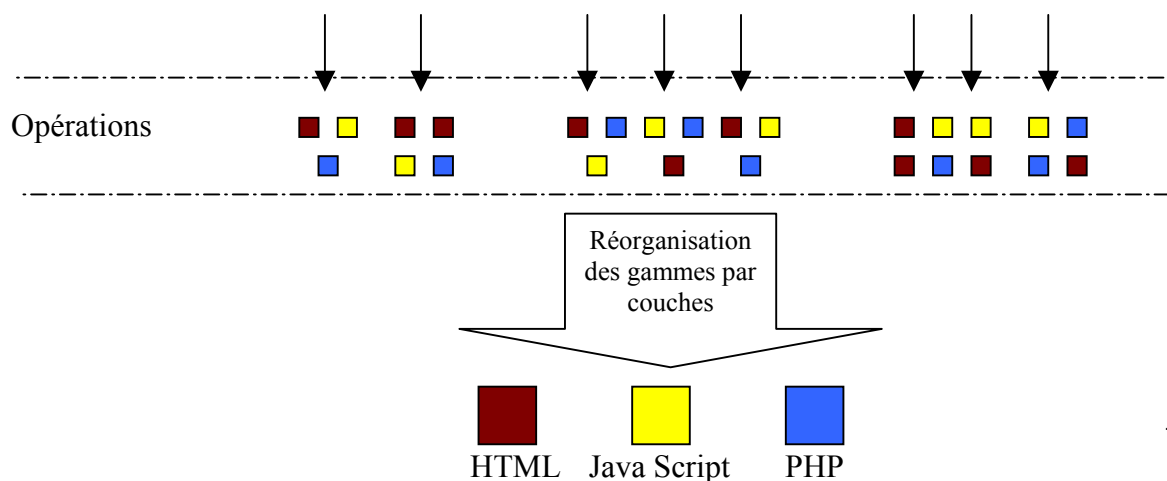 Opérations
Réorganisation
des gammes par
couches
HTML Java Script PHP